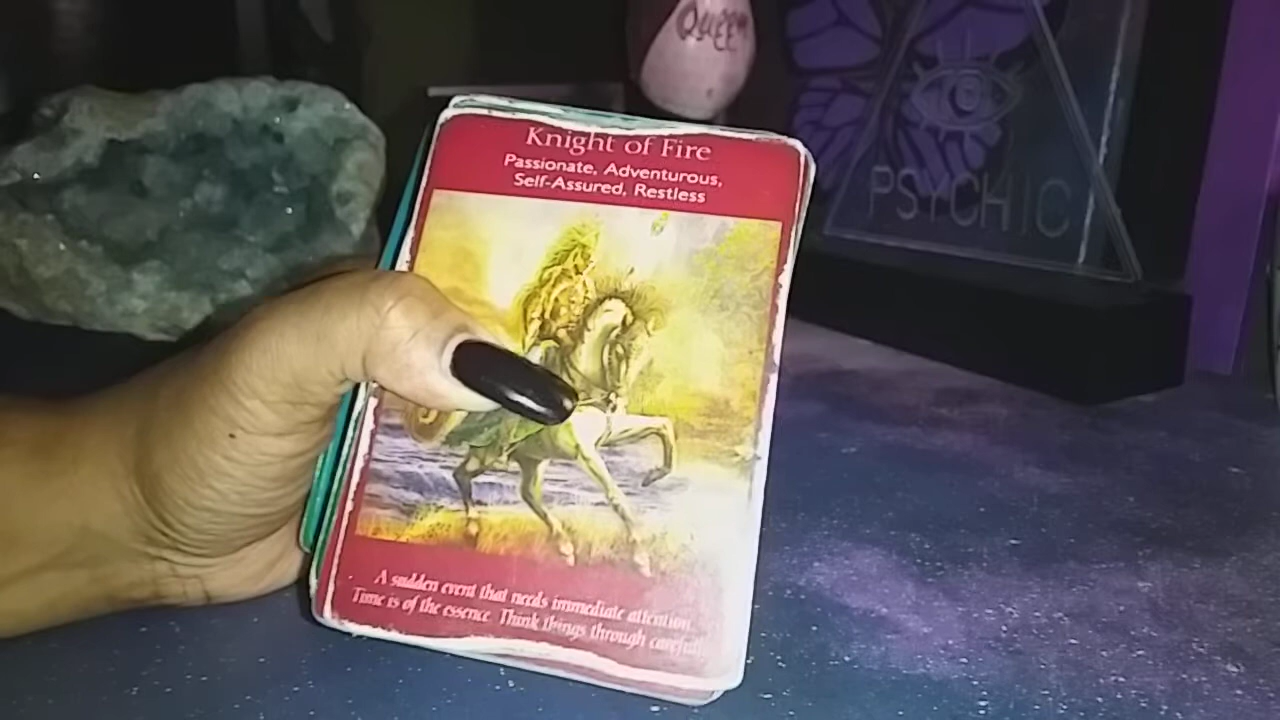 Queen
PSYCHIC
Knight of Fire
Passionate, Adventurous,
Self-Assured, Restless
A sudden event that needs immediate attention.
Time is of the essence. Think things through